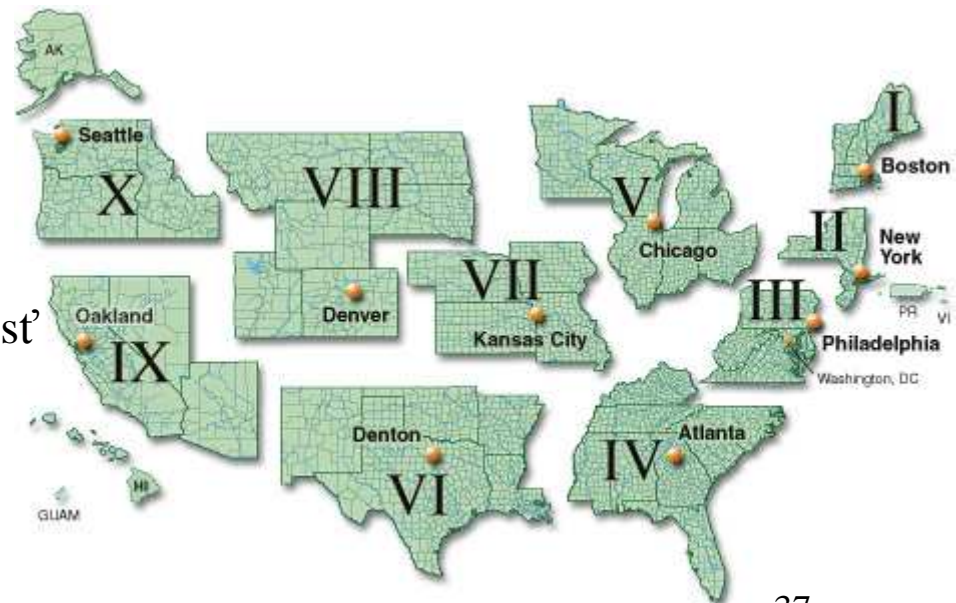 AK
Seattle
X
VIII
V
Chicago
I
Boston
II
New
York
PR
VI
VII
Kansas City
Denver
III
Philadelphia
Washington, DC
st’
Oakland
IX
HI
GUAM
Denton
VI
IV
Atlanta